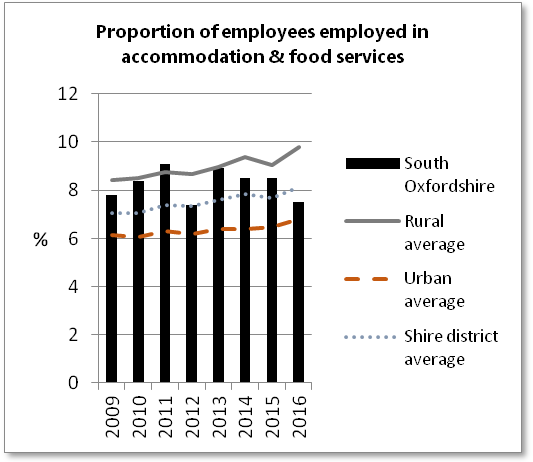 Proportion of employees employed in
accommodation & food services
12
10
8
6
4
2
0
%
2009
2010
2011
2012
2013
2014
2015
2016
South
Oxfordshire
Rural
average
Urban
average
Shire district
average